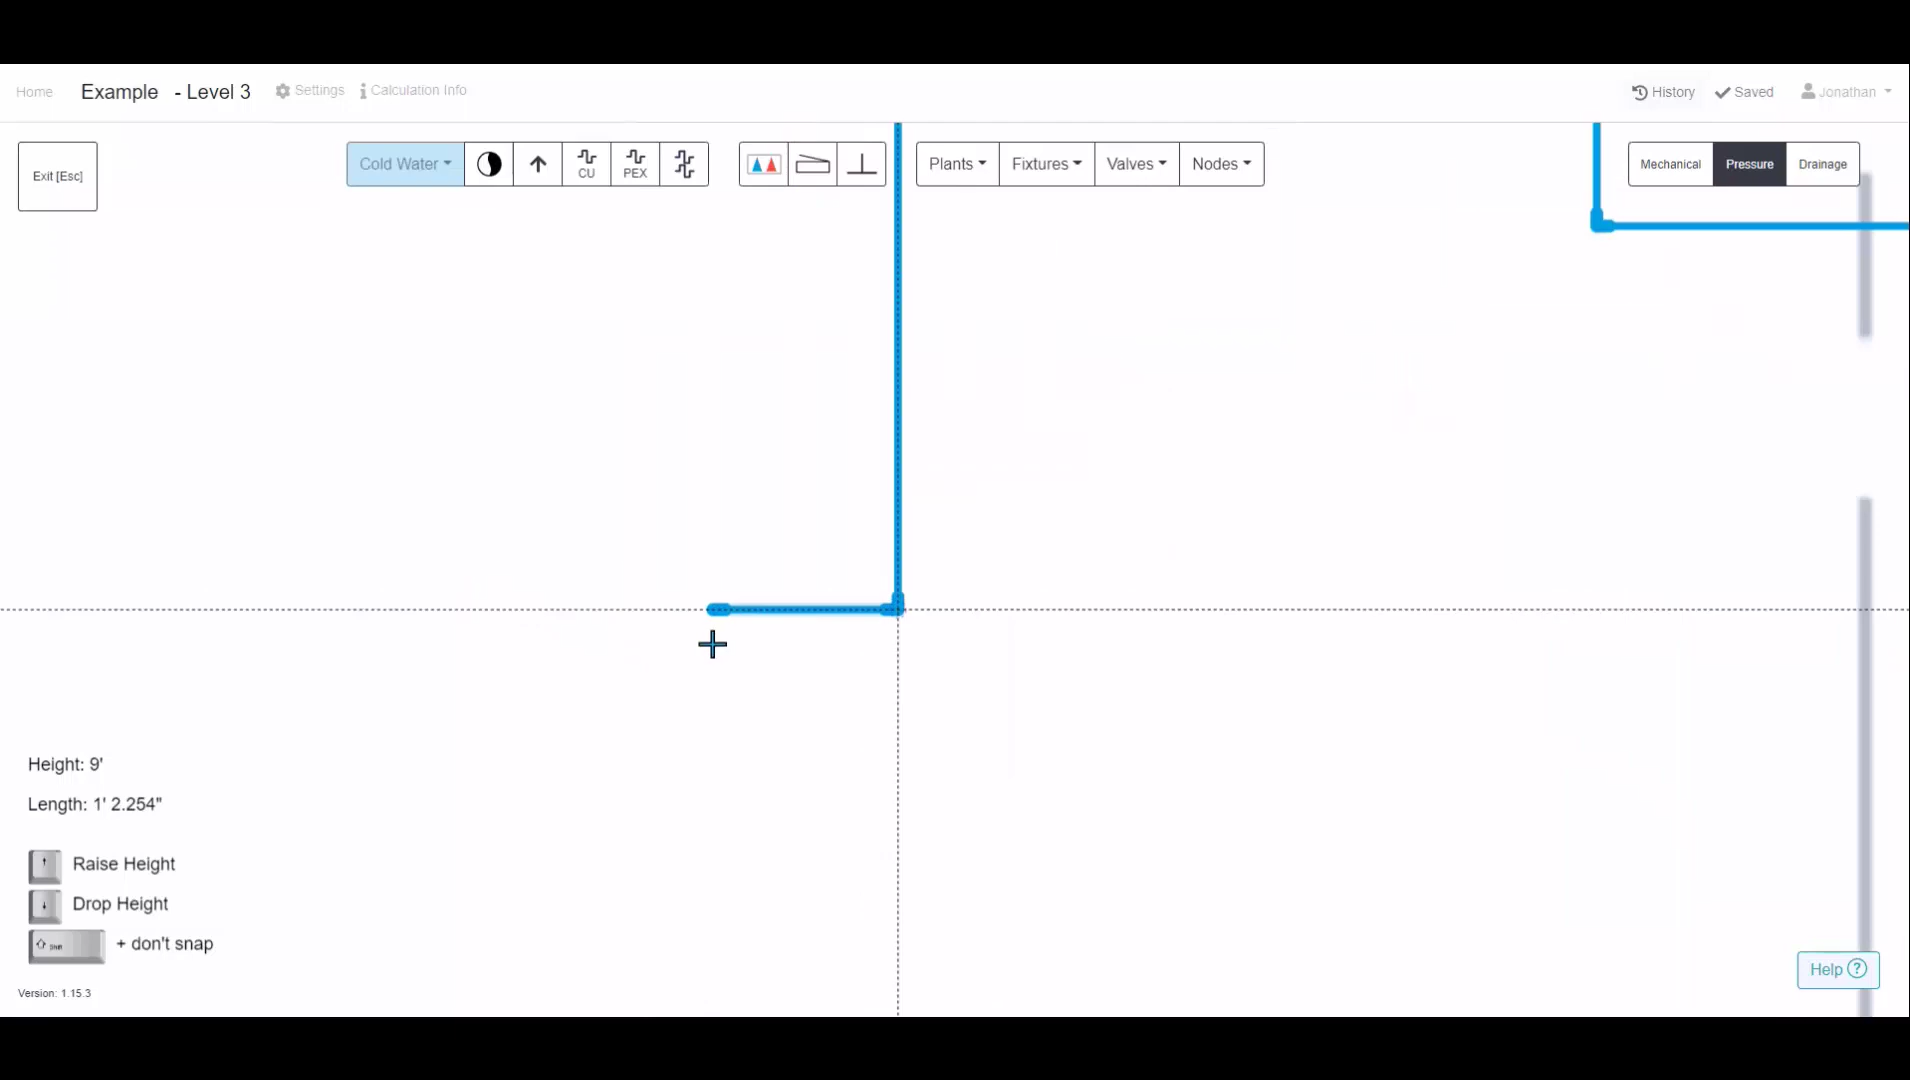 Home
Example - Level 3
Settings
Calculation Info
History
Saved
Jonathan
Exit [Esc]
Cold Water
CU
PEX
Plants
Fixtures
Valves
Nodes
Mechanical
Pressure
Drainage
Height: 9'
Length: 1' 2.254"
Raise Height
Drop Height
Shift
+ don't snap
Version: 1.15.3
Help ?